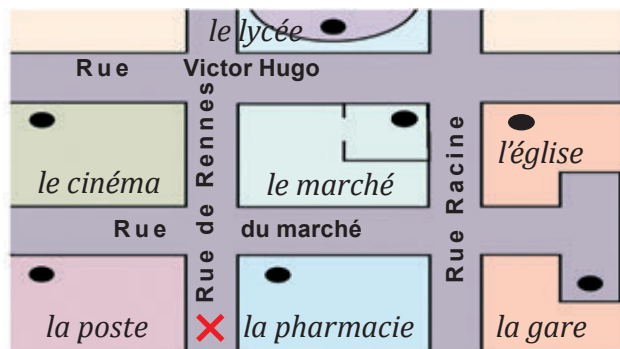 le lycée
Rue Victor Hugo
le cinéma
Rue de Rennes
le marché
Rue Racine
l'église
Rue du marché
la poste
la pharmacie
la gare